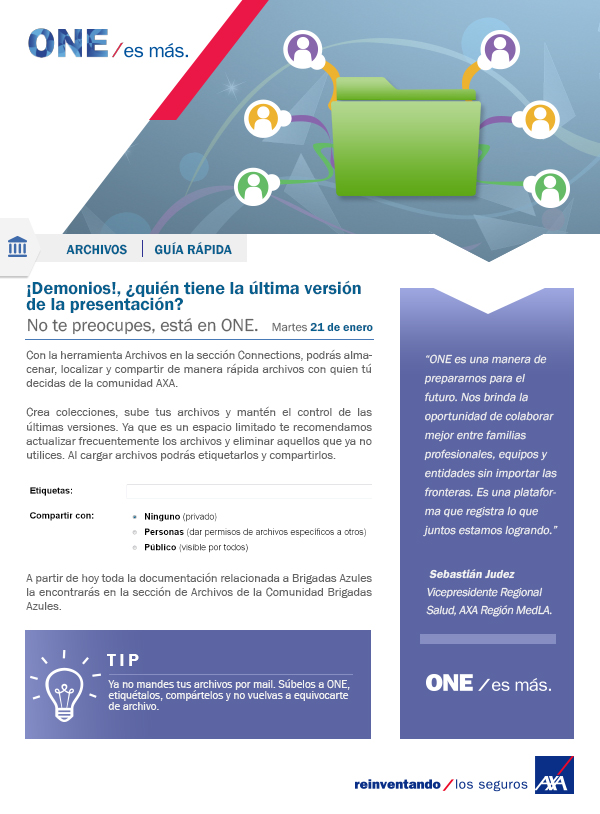 ONE / es más.
ARCHIVOS | GUÍA RÁPIDA
¡Demonios!, ¿quién tiene la última versión
de la presentación?
No te preocupes, está en ONE. Martes 21 de enero
Con la herramienta Archivos en la sección Connections, podrás alma-
cenar, localizar y compartir de manera rápida archivos con quien tú
decidas de la comunidad AXA.
Crea colecciones, sube tus archivos y mantén el control de las
últimas versiones. Ya que es un espacio limitado te recomendamos
actualizar frecuentemente los archivos y eliminar aquellos que ya no
utilices. Al cargar archivos podrás etiquetarlos y compartirlos.
Etiquetas:
Compartir con:
Ninguno (privado)
Personas (dar permisos de archivos específicos a otros)
Público (visible por todos)
A partir de hoy toda la documentación relacionada a Brigadas Azules
la encontrarás en la sección de Archivos de la Comunidad Brigadas
Azules.
TIP
Ya no mandes tus archivos por mail. Súbelos a ONE,
etiquétalos, compártelos y no vuelvas a equivocarte
de archivo.
“ONE es una manera de
prepararnos para el
futuro. Nos brinda la
oportunidad de colaborar
mejor entre familias
profesionales, equipos y
entidades sin importar las
fronteras. Es una platafor-
ma que registra lo que
juntos estamos logrando.”
Sebastián Judez
Vicepresidente Regional
Salud, AXA Región MedLA.
ONE / es más.
reinventando / los seguros
AXA